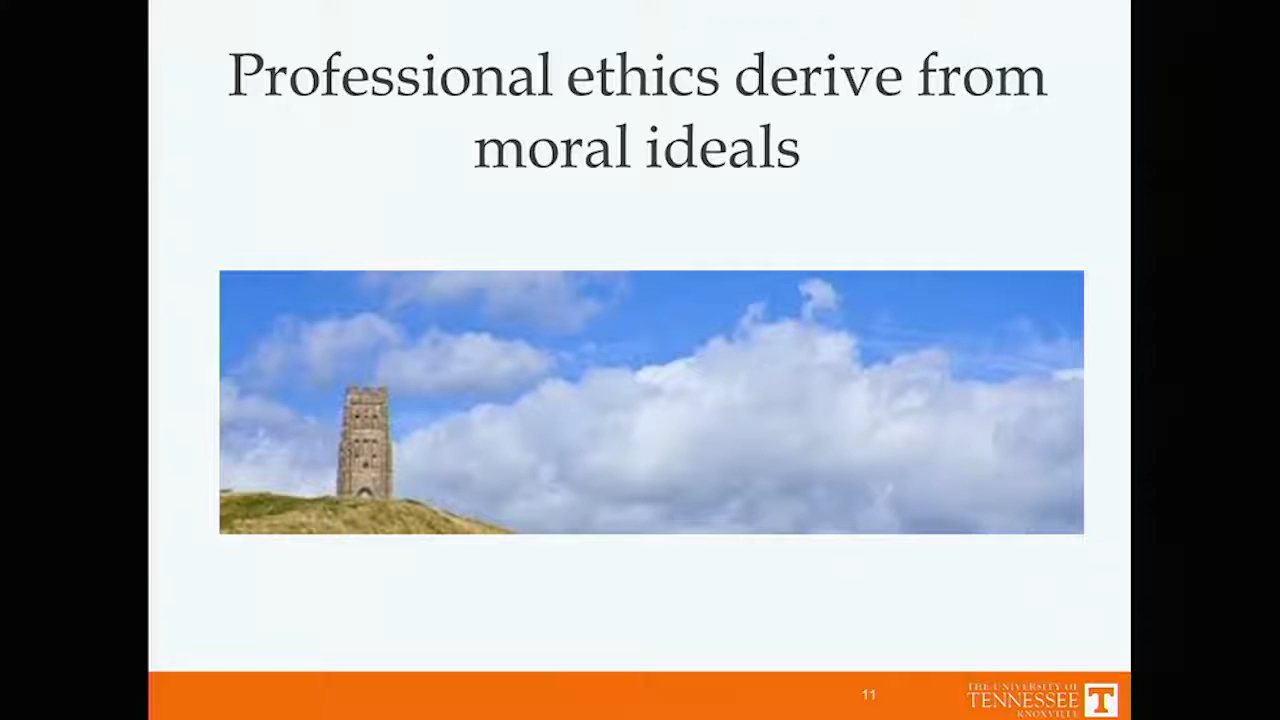 Professional ethics derive from
moral ideals
11
THE UNIVERSITY OF
TENNESSEE
KNOXVILLE
T